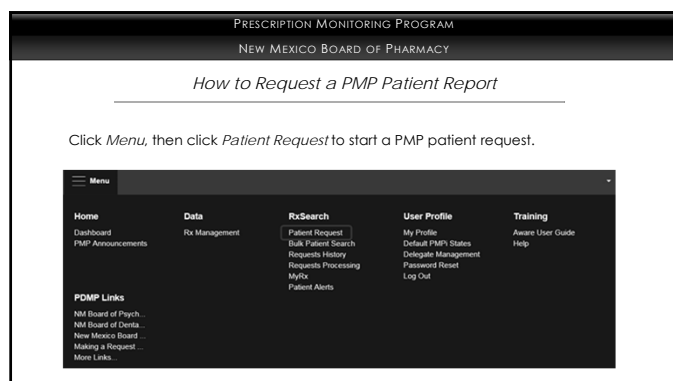 PRESCRIPTION MONITORING PROGRAM
NEW MEXICO BOARD OF PHARMACY
How to Request a PMP Patient Report
Click Menu, then click Patient Request to start a PMP patient request.
Menu
Home
Dashboard
PMP Announcements
Data
Rx Management
RxSearch
Patient Request
Bulk Patient Search
Requests History
Requests Processing
MyRx
Patient Alerts
User Profile
My Profile
Default PMPi States
Delegate Management
Password Reset
Log Out
Training
Aware User Guide
Help
PDMP Links
NM Board of Psych...
NM Board of Denta...
New Mexico Board ...
Making a Request ...
More Links...